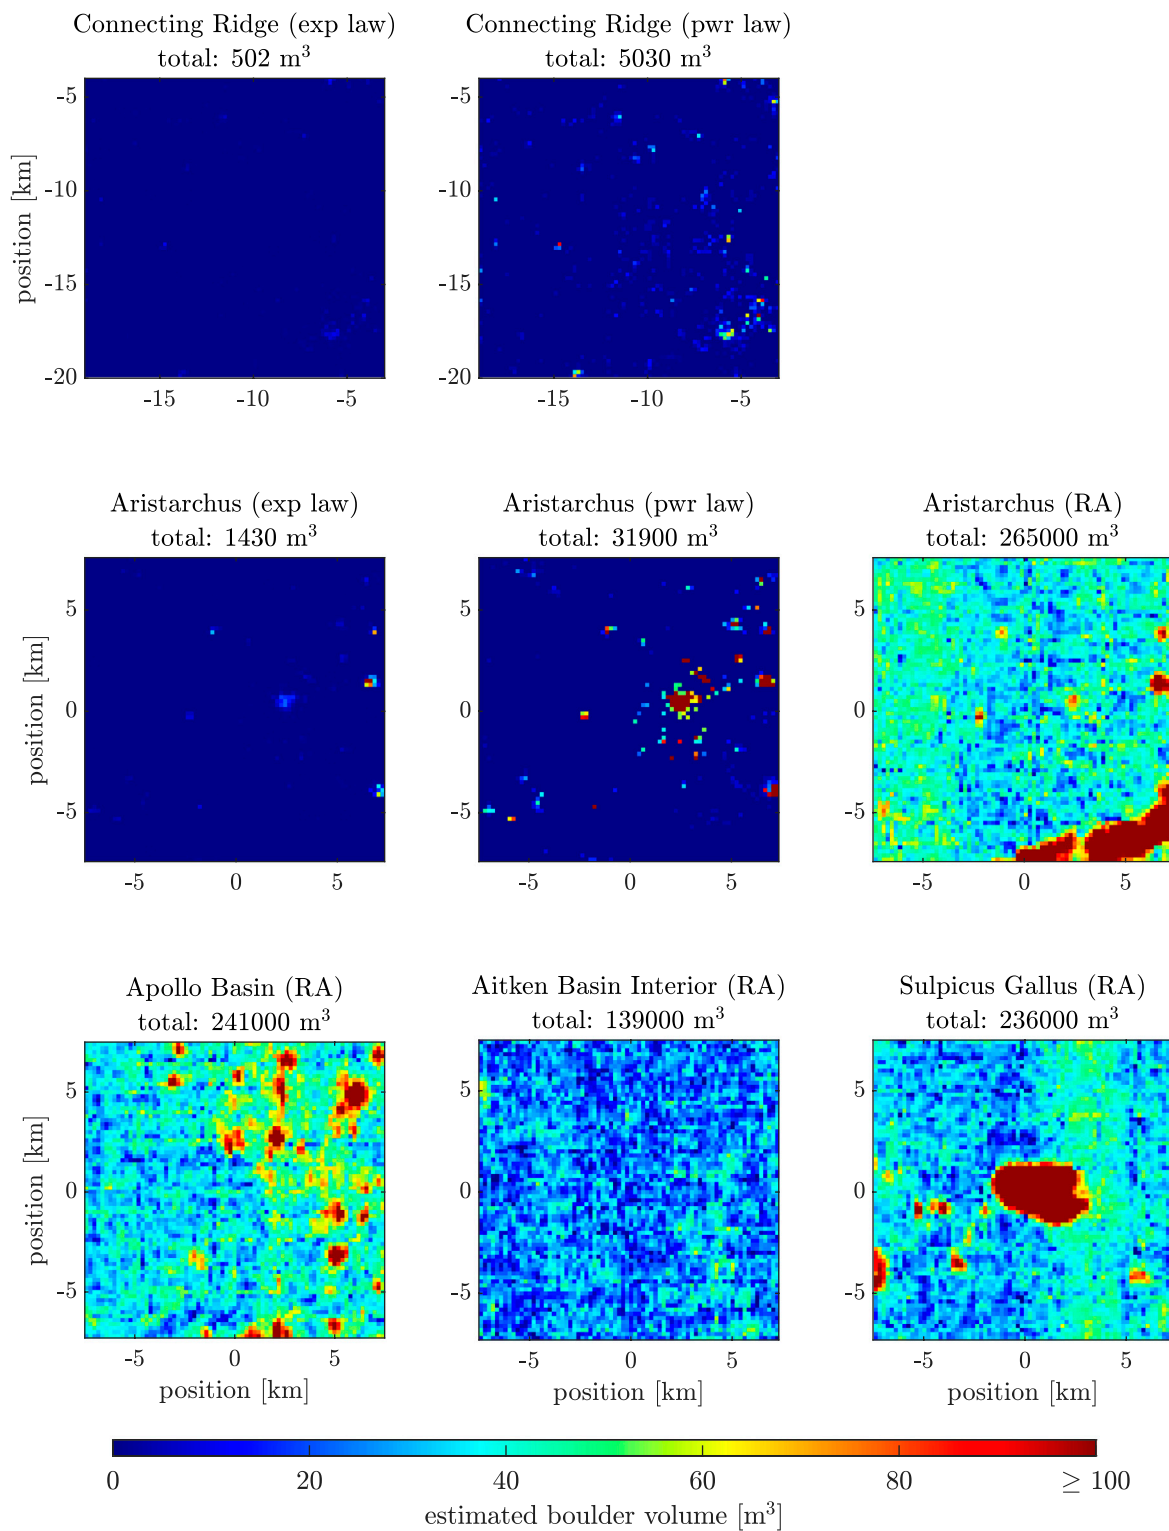 Connecting Ridge (exp law)
total: 502 m³
Connecting Ridge (pwr law)
total: 5030 m³
position [km]
-5
-10
-15
-20
-15
-10
-5
-5
-10
-15
-20
-15
-10
-5
Aristarchus (exp law)
total: 1430 m³
Aristarchus (pwr law)
total: 31900 m³
Aristarchus (RA)
total: 265000 m³
position [km]
5
0
-5
-5
0
5
5
0
-5
-5
0
5
5
0
-5
-5
0
5
Apollo Basin (RA)
total: 241000 m³
Aitken Basin Interior (RA)
total: 139000 m³
Sulpicus Gallus (RA)
total: 236000 m³
position [km]
5
0
-5
-5
0
5
position [km]
5
0
-5
-5
0
5
position [km]
5
0
-5
-5
0
5
position [km]
0
20
40
60
80
≥ 100
estimated boulder volume [m³]